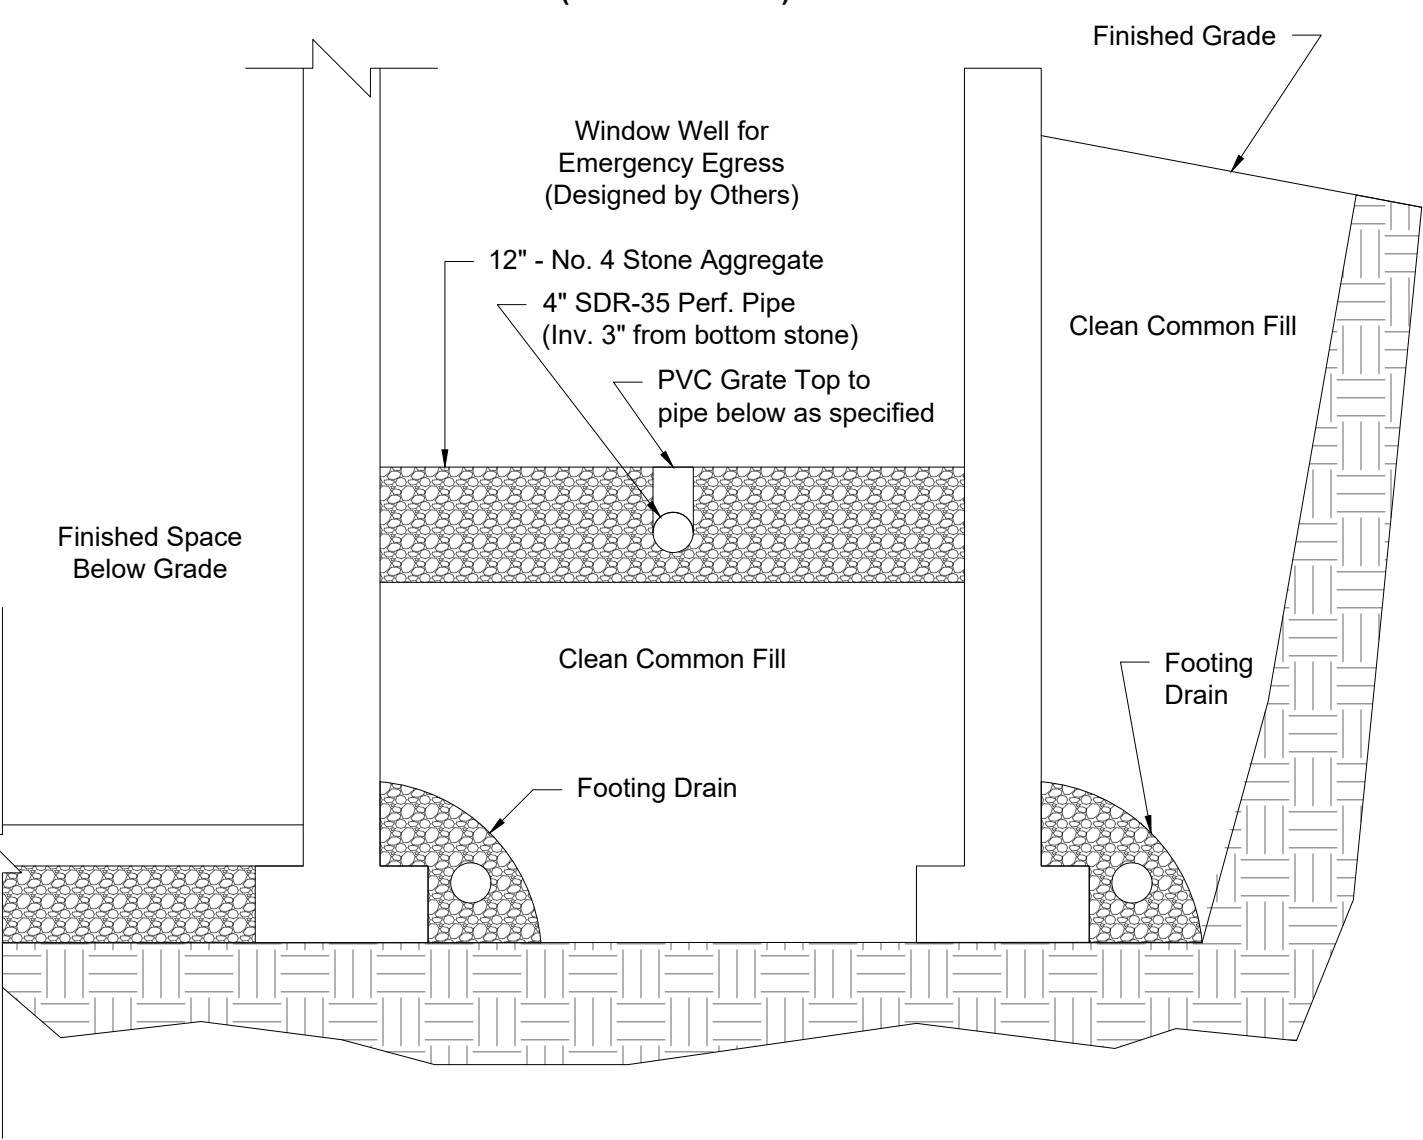 Finished Grade
Window Well for
Emergency Egress
(Designed by Others)
12" - No. 4 Stone Aggregate
4" SDR-35 Perf. Pipe
(Inv. 3" from bottom stone)
Clean Common Fill
PVC Grate Top to
pipe below as specified
Finished Space
Below Grade
Clean Common Fill
Footing
Drain
Footing Drain